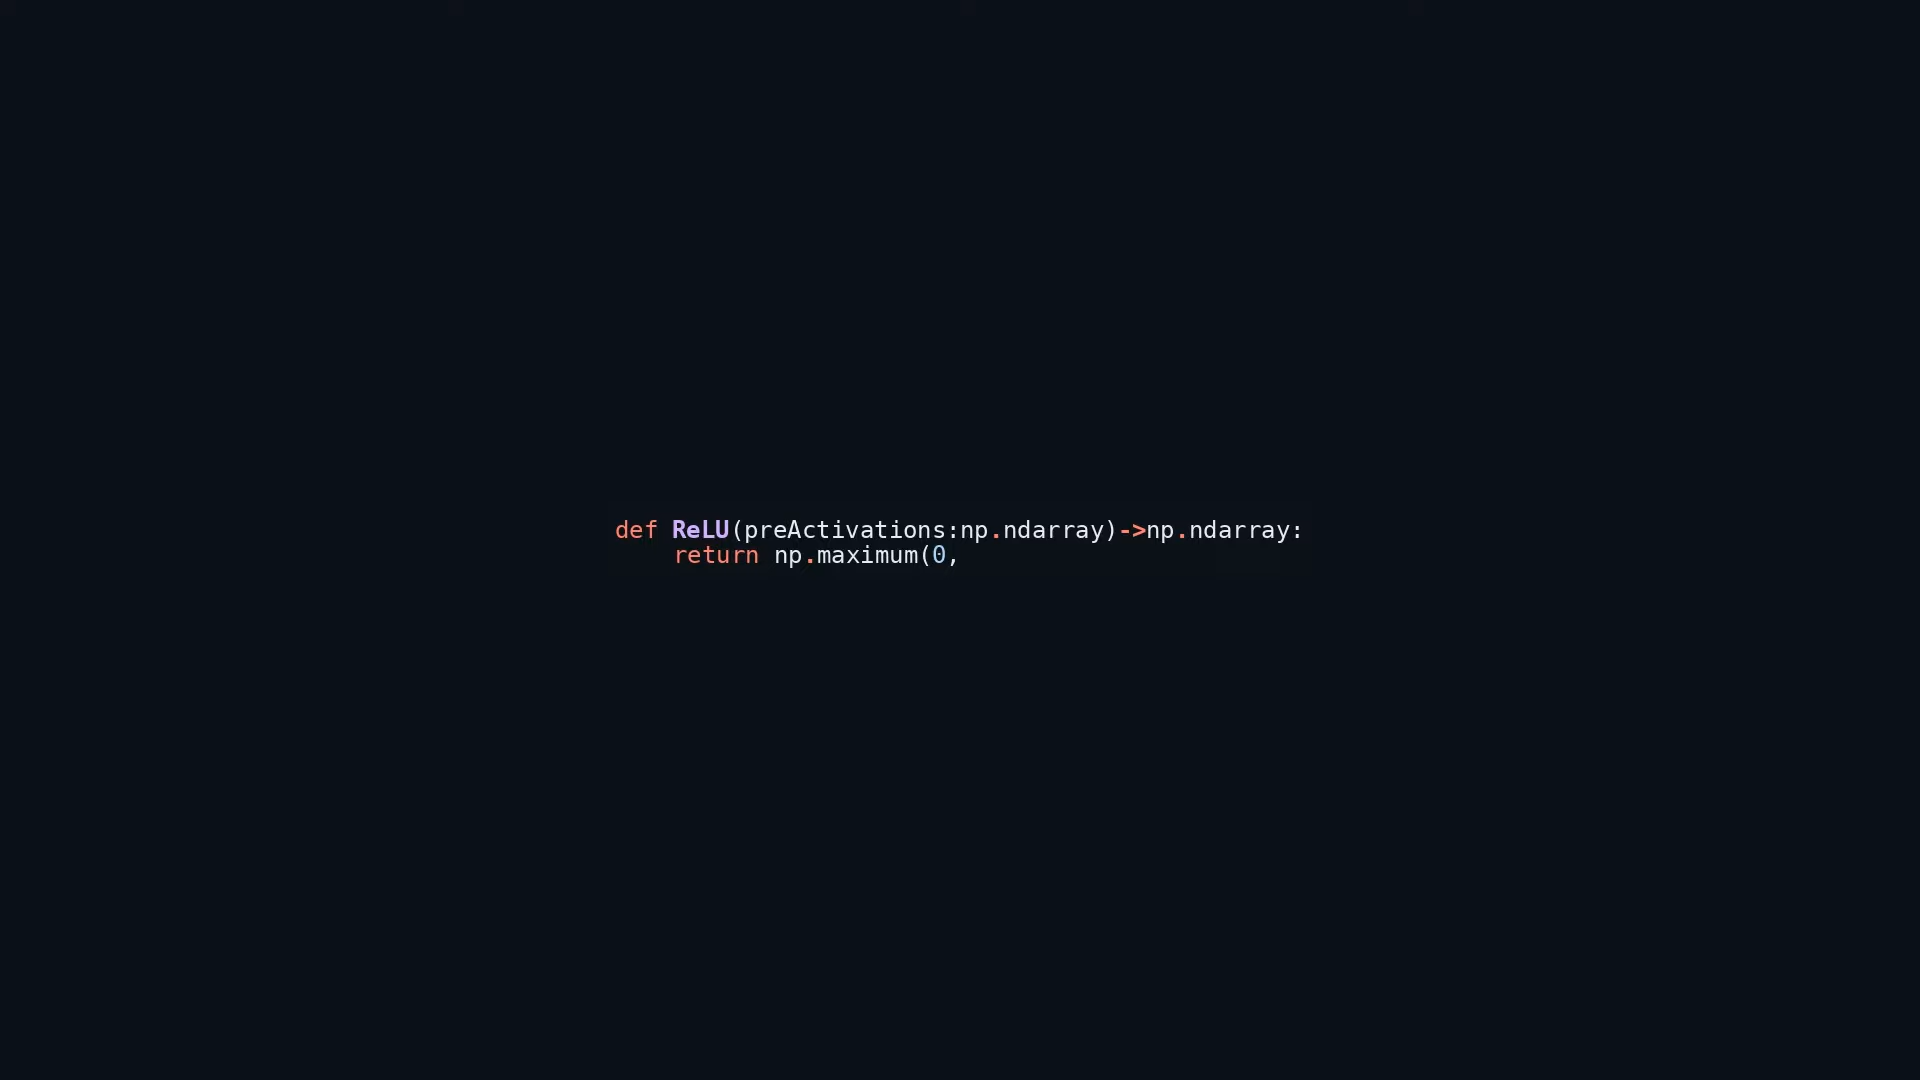 def ReLU(preActivations:np.ndarray)->np.ndarray:
    return np.maximum(0,